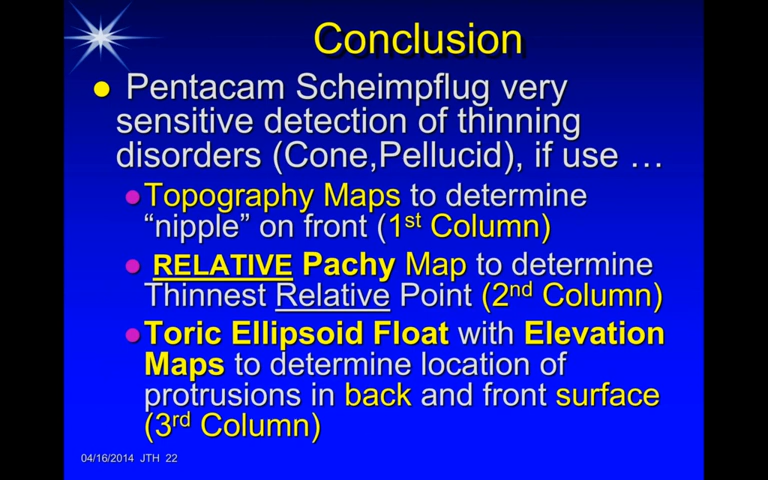 Conclusion
Pentacam Scheimpflug very
sensitive detection of thinning
disorders (Cone,Pellucid), if use …
Topography Maps to determine
“nipple” on front (1st Column)
RELATIVE Pachy Map to determine
Thinnest Relative Point (2nd Column)
Toric Ellipsoid Float with Elevation
Maps to determine location of
protrusions in back and front surface
(3rd Column)
04/16/2014 JTH 22